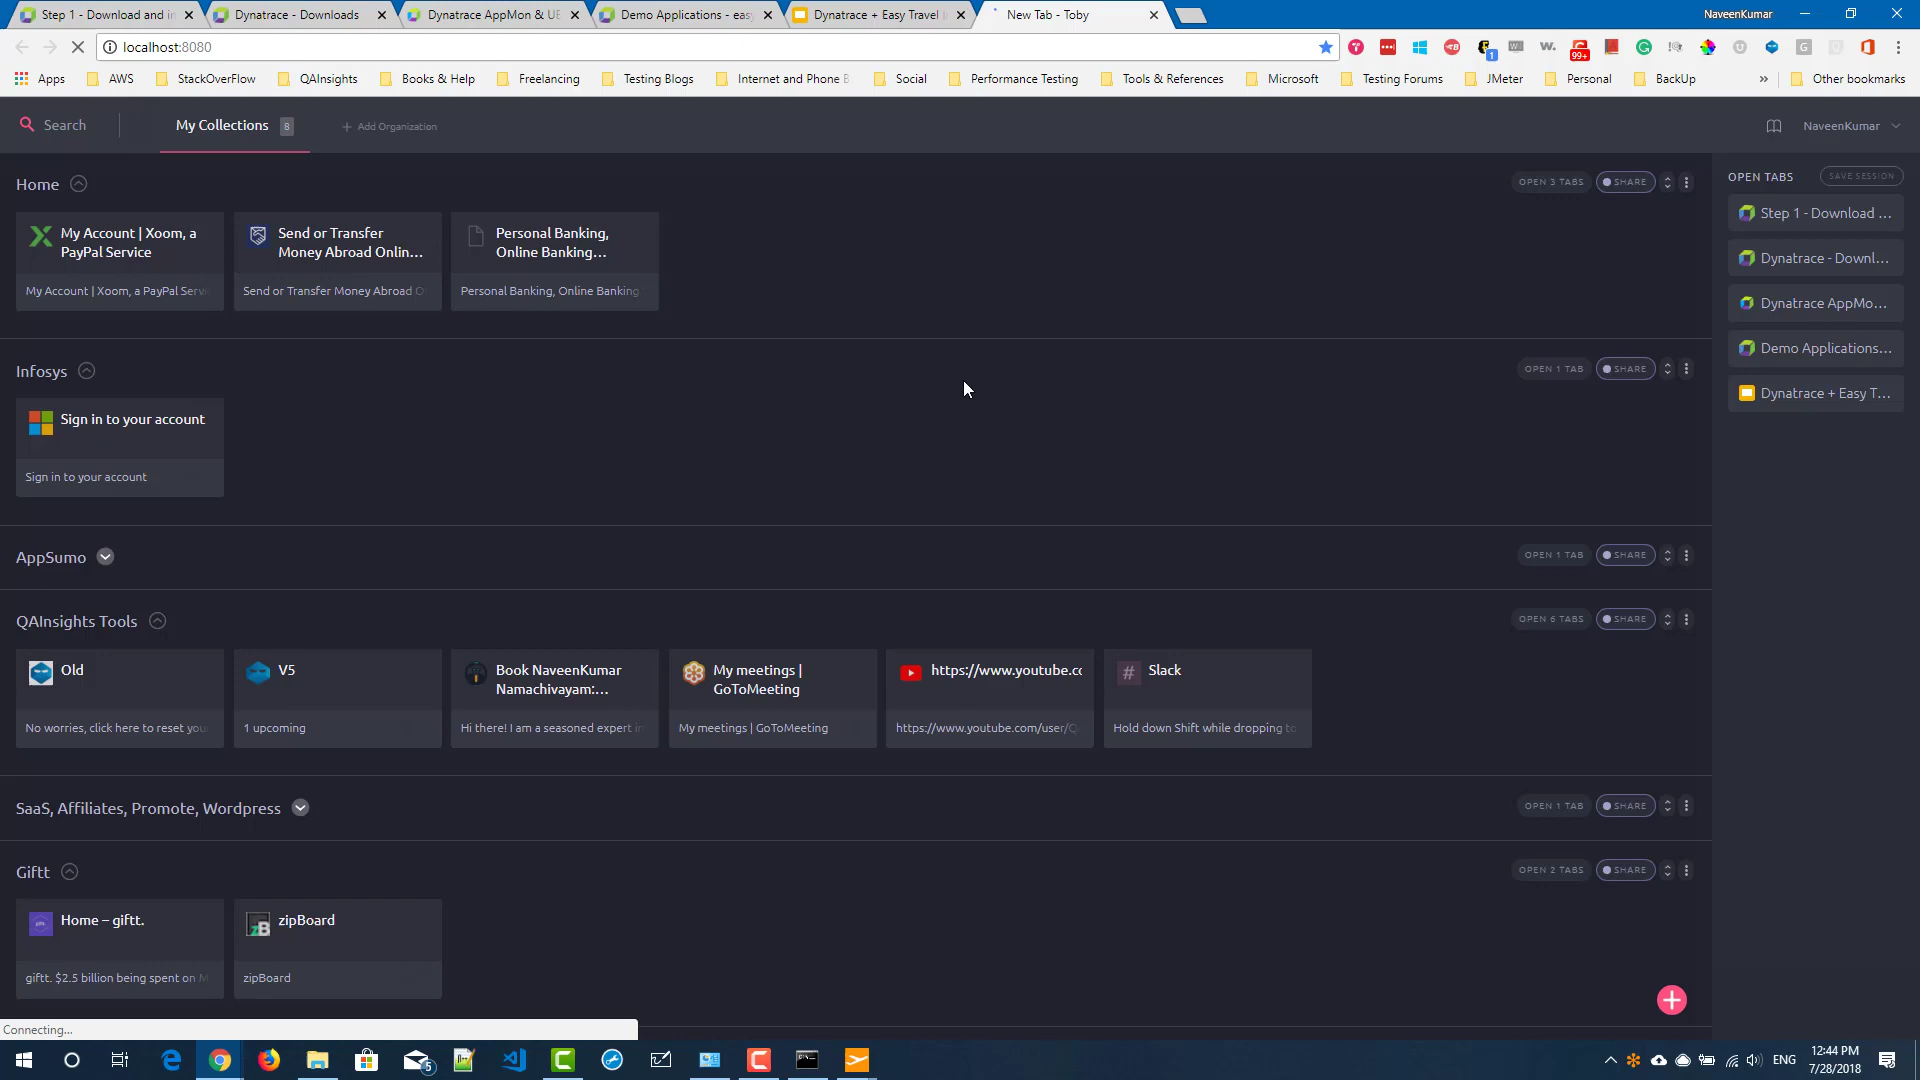 Step 1 - Download and in
Dynatrace - Downloads
Dynatrace AppMon & UE
Demo Applications - easy
Dynatrace + Easy Travel
New Tab - Toby
NaveenKumar
localhost:8080
99+
1
Apps
AWS
StackOverFlow
QAInsights
Books & Help
Freelancing
Testing Blogs
Internet and Phone B
Social
Performance Testing
Tools & References
Microsoft
Testing Forums
JMeter
Personal
BackUp
»
Other bookmarks
Search
My Collections 8
+ Add Organization
NaveenKumar
Home
OPEN 3 TABS
SHARE
My Account | Xoom, a
PayPal Service
My Account | Xoom, a PayPal Servi
Send or Transfer
Money Abroad Onlin...
Send or Transfer Money Abroad O
Personal Banking,
Online Banking...
Personal Banking, Online Banking
OPEN TABS
SAVE SESSION
Step 1 - Download ...
Dynatrace - Downl...
Dynatrace AppMo...
Demo Applications...
Dynatrace + Easy T...
Infosys
OPEN 1 TAB
SHARE
Sign in to your account
Sign in to your account
AppSumo
OPEN 1 TAB
SHARE
QAInsights Tools
OPEN 6 TABS
SHARE
Old
No worries, click here to reset you
V5
1 upcoming
Book NaveenKumar
Namachivayam:...
Hi there! I am a seasoned expert in
My meetings |
GoToMeeting
My meetings | GoToMeeting
https://www.youtube.co
https://www.youtube.com/user/Q
Slack
Hold down Shift while dropping to
SaaS, Affiliates, Promote, Wordpress
OPEN 1 TAB
SHARE
Giftt
OPEN 2 TABS
SHARE
Home – giftt.
giftt. $2.5 billion being spent on M
zipBoard
zipBoard
Connecting...
5
ENG
12:44 PM
7/28/2018